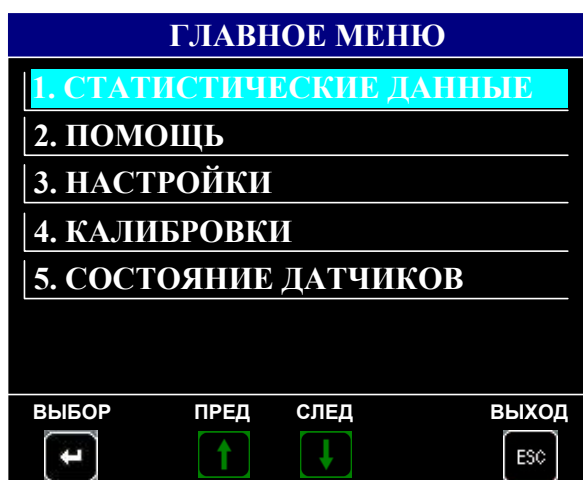 ГЛАВНОЕ МЕНЮ
1. СТАТИСТИЧЕСКИЕ ДАННЫЕ
2. ПОМОЩЬ
3. НАСТРОЙКИ
4. КАЛИБРОВКИ
5. СОСТОЯНИЕ ДАТЧИКОВ
ВЫБОР ПРЕД СЛЕД ВЫХОД
ESC